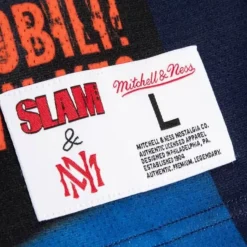 OBILI
SLAM
&
Mitchell & Ness
L
MITCHELL & NESS NOSTALGIA CO.
AUTHENTIC LICENSED APPAREL
DESIGNED IN PHILADELPHIA, PA
ESTABLISHED 1904
AUTHENTIC, PREMIUM, LEGENDARY.